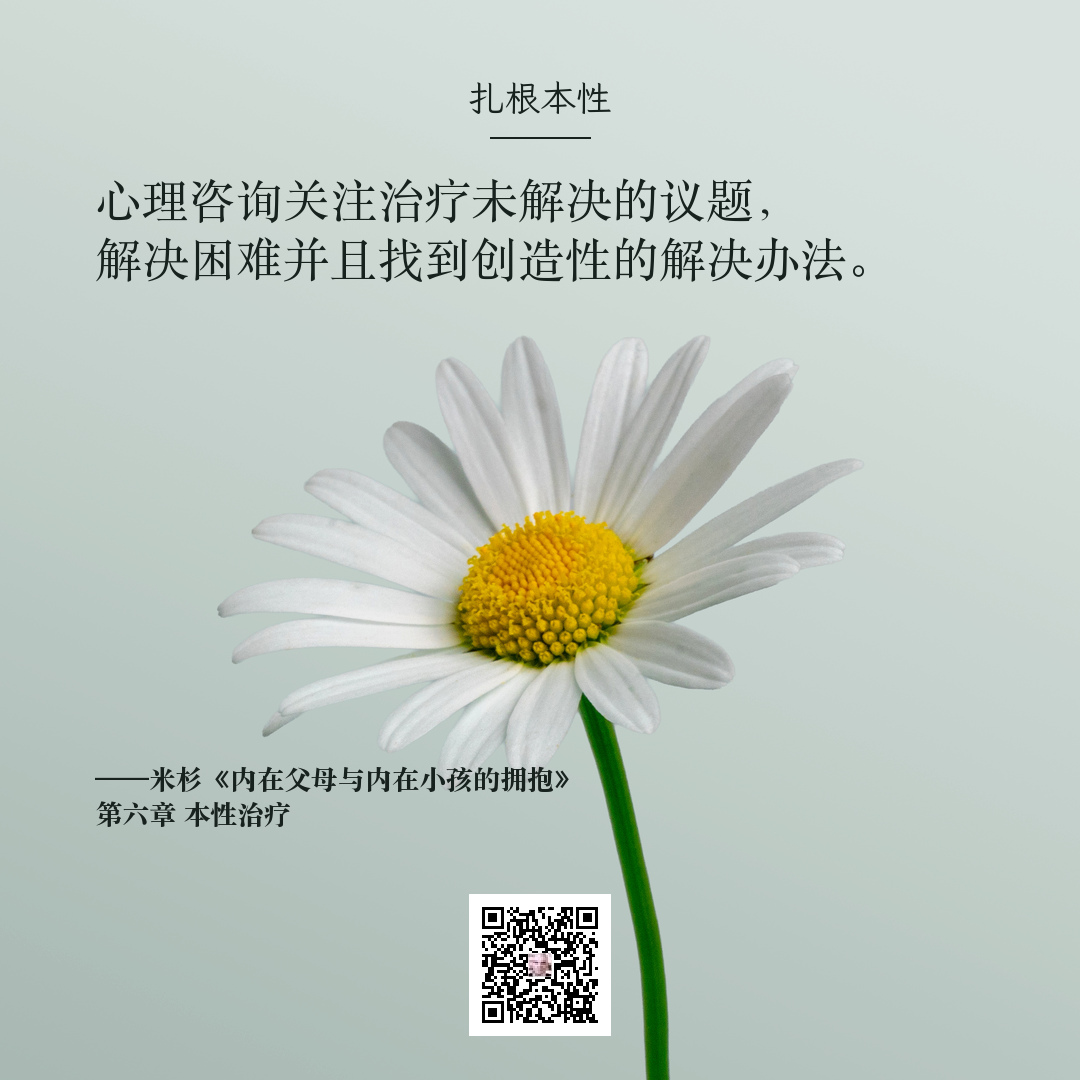 扎根本性
心理咨询关注治疗未解决的议题，
解决困难并且找到创造性的解决办法。
——米杉《内在父母与内在小孩的拥抱》
第六章 本性治疗